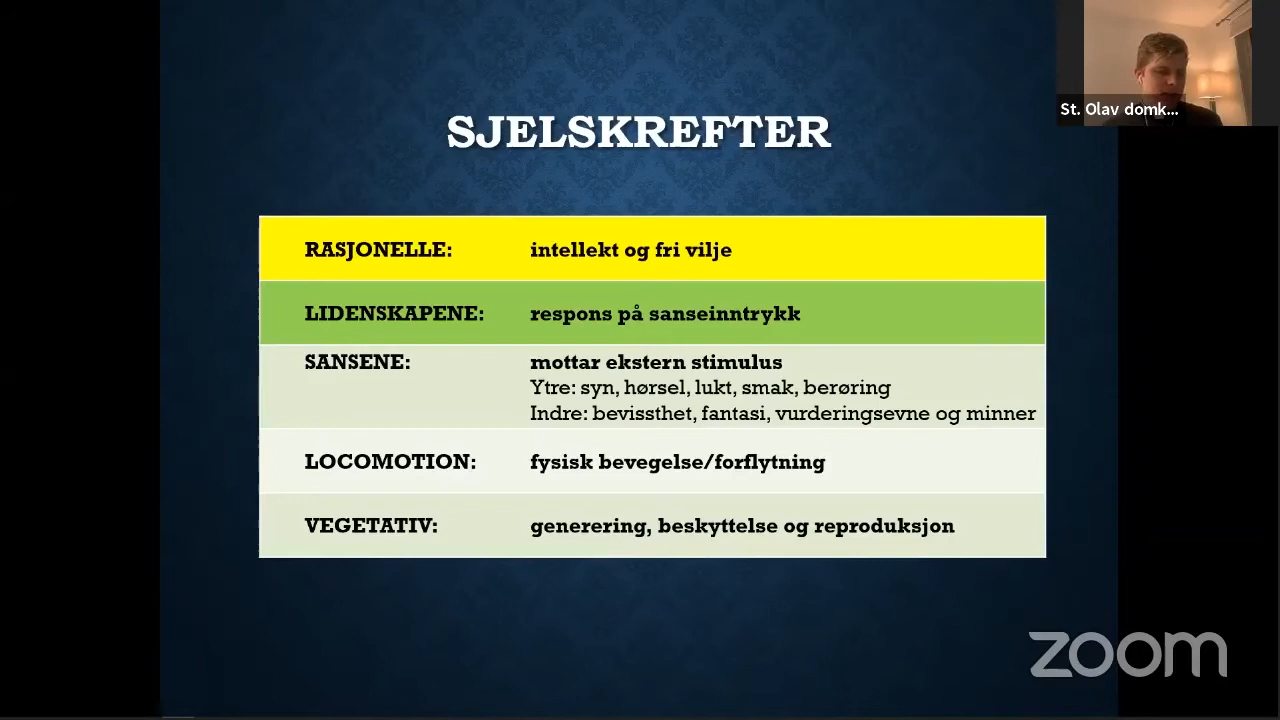 St. Olav domk...
SJELSKREFTER
RASJONELLE: intellekt og fri vilje
LIDENSKAPENE: respons på sanseinntrykk
SANSENE: mottar ekstern stimulus
Ytre: syn, hørsel, lukt, smak, berøring
Indre: bevissthet, fantasi, vurderingsevne og minner
LOCOMOTION: fysisk bevegelse/forflytning
VEGETATIV: generering, beskyttelse og reproduksjon
zoom